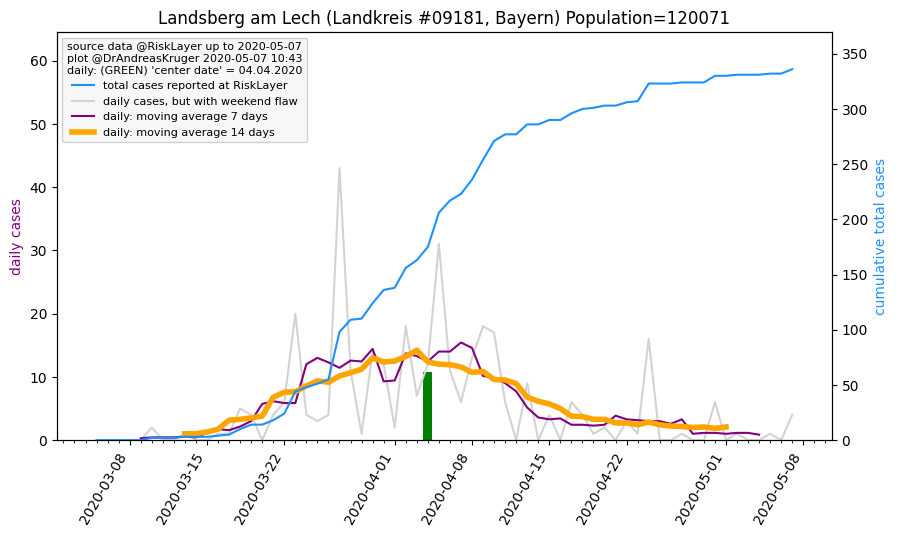 Landsberg am Lech (Landkreis #09181, Bayern) Population=120071
source data @RiskLayer up to 2020-05-07
plot @DrAndreasKruger 2020-05-07 10:43
daily: (GREEN) 'center date' = 04.04.2020
total cases reported at RiskLayer
daily cases, but with weekend flaw
daily: moving average 7 days
daily: moving average 14 days
daily cases
0
10
20
30
40
50
60
cumulative total cases
0
50
100
150
200
250
300
350
2020-03-08
2020-03-15
2020-03-22
2020-04-01
2020-04-08
2020-04-15
2020-04-22
2020-05-01
2020-05-08